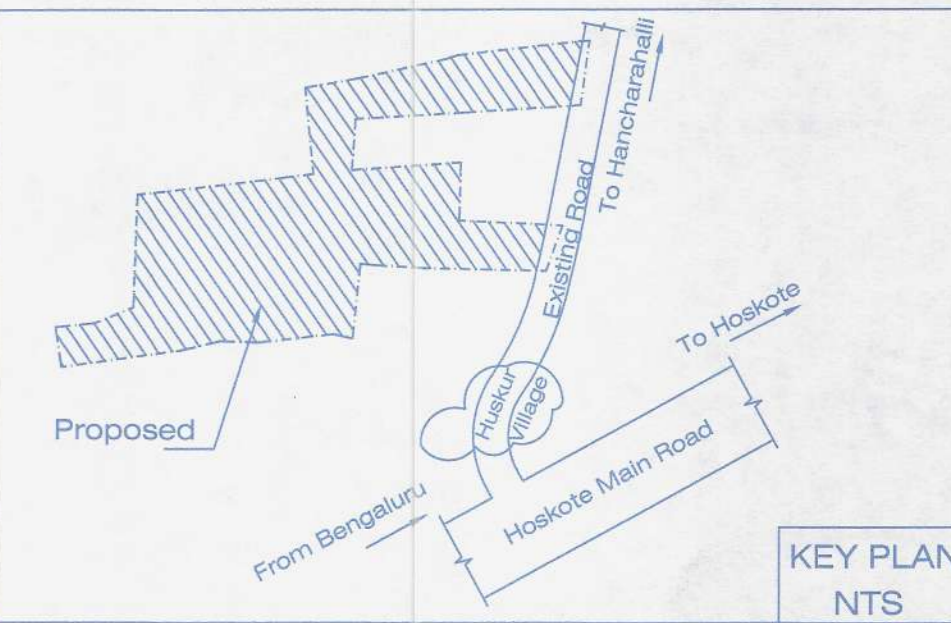 To Hancharahalli
Existing Road
To Hoskote
Huskur
Village
Proposed
Hoskote Main Road
From Bengaluru
KEY PLAN
NTS